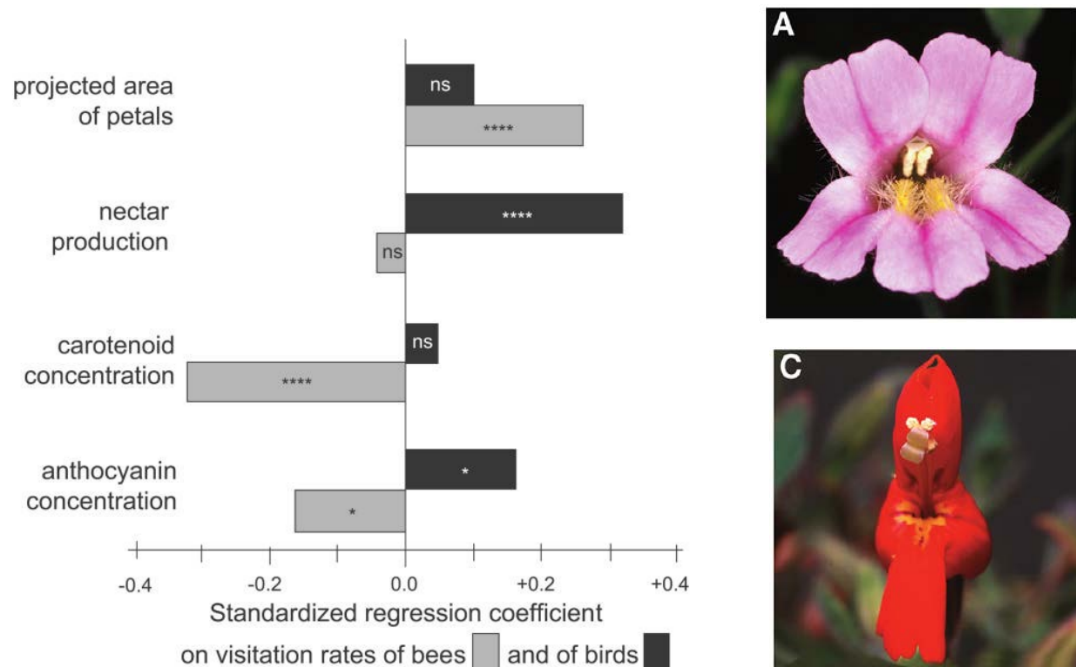 projected area
of petals
ns
****
nectar
production
****
ns
carotenoid
concentration
ns
****
anthocyanin
concentration
*
*
-0.4
-0.2
0.0
+0.2
+0.4
Standardized regression coefficient
on visitation rates of bees and of birds
A
C